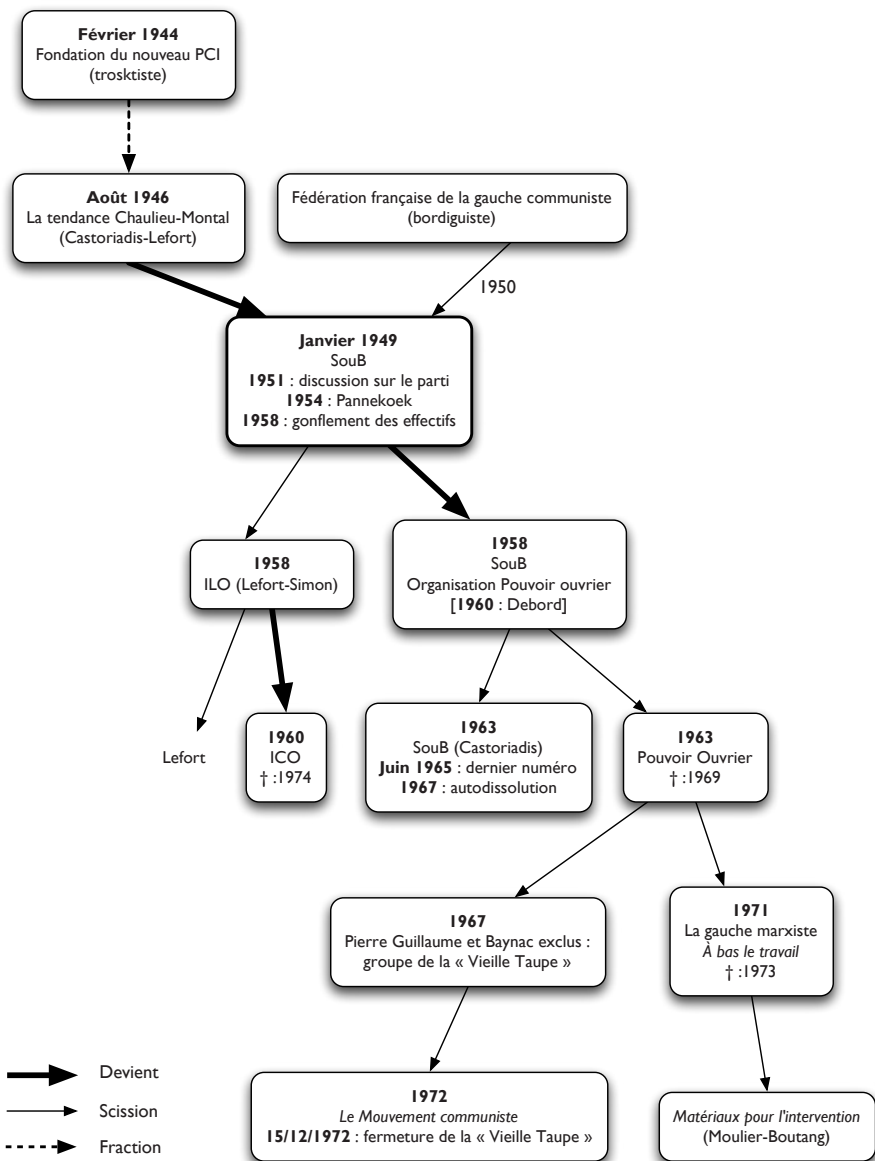 Février 1944
Fondation du nouveau PCI
(trosktiste)
Août 1946
La tendance Chaulieu-Montal
(Castoriadis-Lefort)
Fédération française de la gauche communiste
(bordiguiste)
1950
Janvier 1949
SouB
1951 : discussion sur le parti
1954 : Pannekoek
1958 : gonflement des effectifs
1958
ILO (Lefort-Simon)
1958
SouB
Organisation Pouvoir ouvrier
[1960 : Debord]
Lefort
1960
ICO
† :1974
1963
SouB (Castoriadis)
Juin 1965 : dernier numéro
1967 : autodissolution
1963
Pouvoir Ouvrier
† :1969
1967
Pierre Guillaume et Baynac exclus :
groupe de la « Vieille Taupe »
1971
La gauche marxiste
À bas le travail
† :1973
1972
Le Mouvement communiste
15/12/1972 : fermeture de la « Vieille Taupe »
Matériaux pour l'intervention
(Moulier-Boutang)
Devient
Scission
Fraction